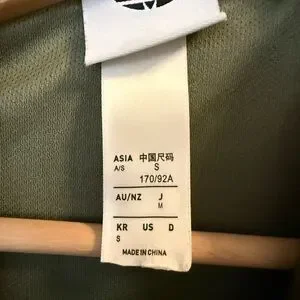 ASIA 中国尺码
A/S S
170/92A
AU/NZ J
M
KR US D
S
MADE IN CHINA